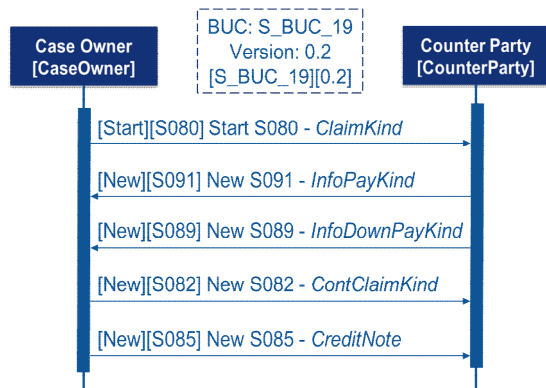 BUC: S_BUC_19
Version: 0.2
[S_BUC_19][0.2]
Case Owner
[CaseOwner]
Counter Party
[CounterParty]
[Start][S080] Start S080 - ClaimKind
[New][S091] New S091 - InfoPayKind
[New][S089] New S089 - InfoDownPayKind
[New][S082] New S082 - ContClaimKind
[New][S085] New S085 - CreditNote